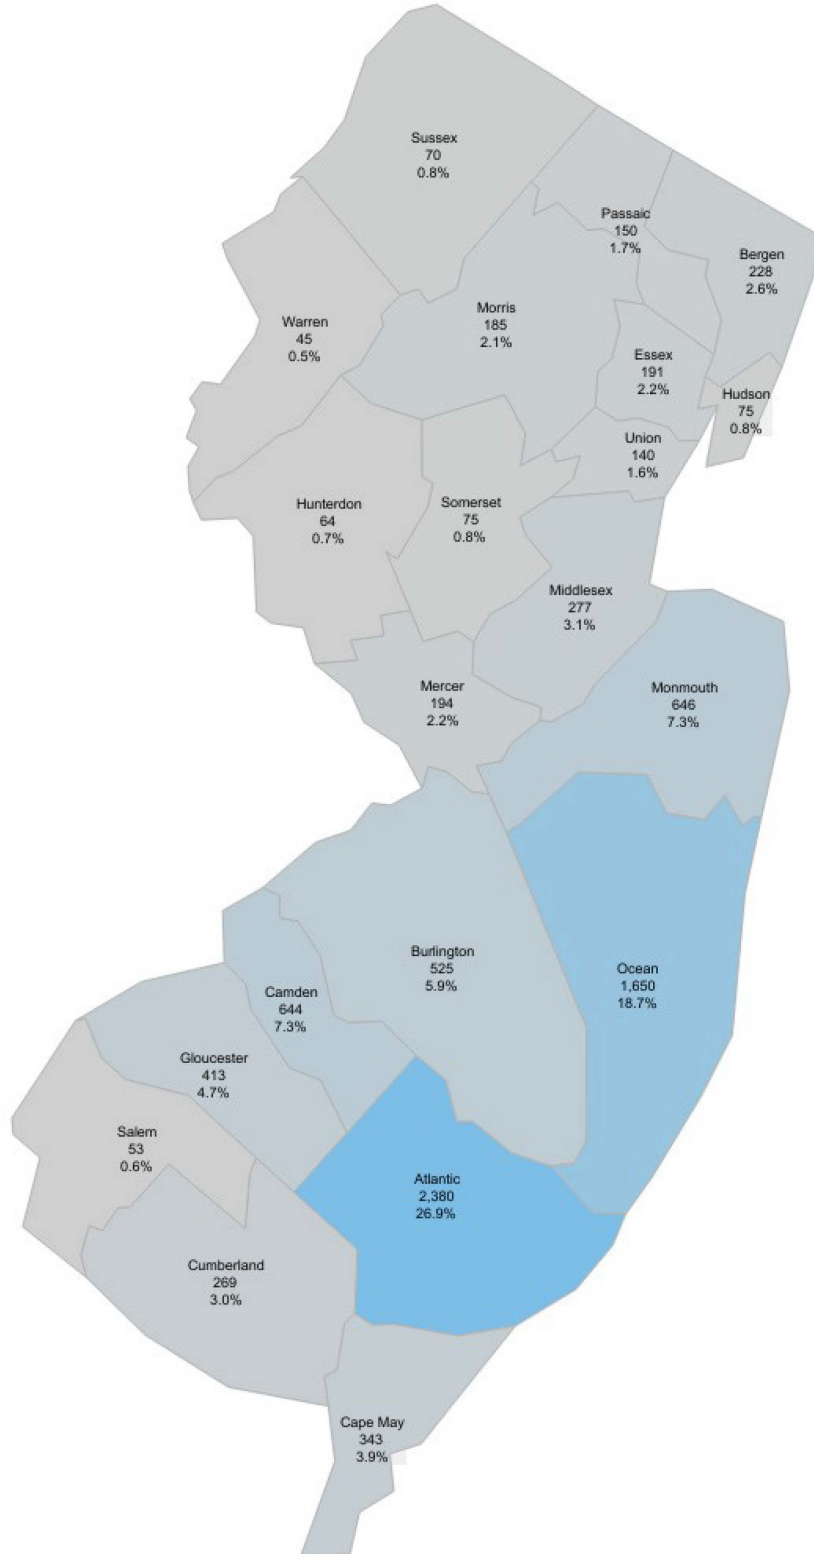 Sussex
70
0.8%
Passaic
150
1.7%
Bergen
228
2.6%
Warren
45
0.5%
Morris
185
2.1%
Essex
191
2.2%
Hudson
75
0.8%
Union
140
1.6%
Hunterdon
64
0.7%
Somerset
75
0.8%
Middlesex
277
3.1%
Mercer
194
2.2%
Monmouth
646
7.3%
Burlington
525
5.9%
Ocean
1,650
18.7%
Camden
644
7.3%
Gloucester
413
4.7%
Salem
53
0.6%
Atlantic
2,380
26.9%
Cumberland
269
3.0%
Cape May
343
3.9%